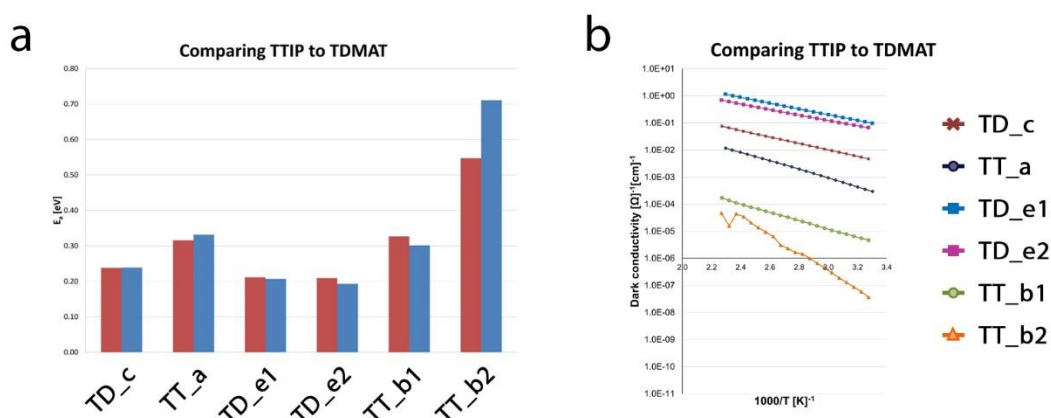 a
Comparing TTIP to TDMAT
0.80
0.70
0.60
0.50
0.40
0.30
0.20
0.10
0.00
Ea [eV]
TD_c
TT_a
TD_e1
TD_e2
TT_b1
TT_b2
b
Comparing TTIP to TDMAT
1.0E+01
1.0E+00
1.0E-01
1.0E-02
1.0E-03
1.0E-04
1.0E-05
1.0E-06
1.0E-07
1.0E-08
1.0E-09
1.0E-10
1.0E-11
Dark conductivity [Ω]-1[cm]-1
2.0 2.2 2.4 2.6 2.8 3.0 3.2 3.4
1000/T [K]-1
TD_c
TT_a
TD_e1
TD_e2
TT_b1
TT_b2